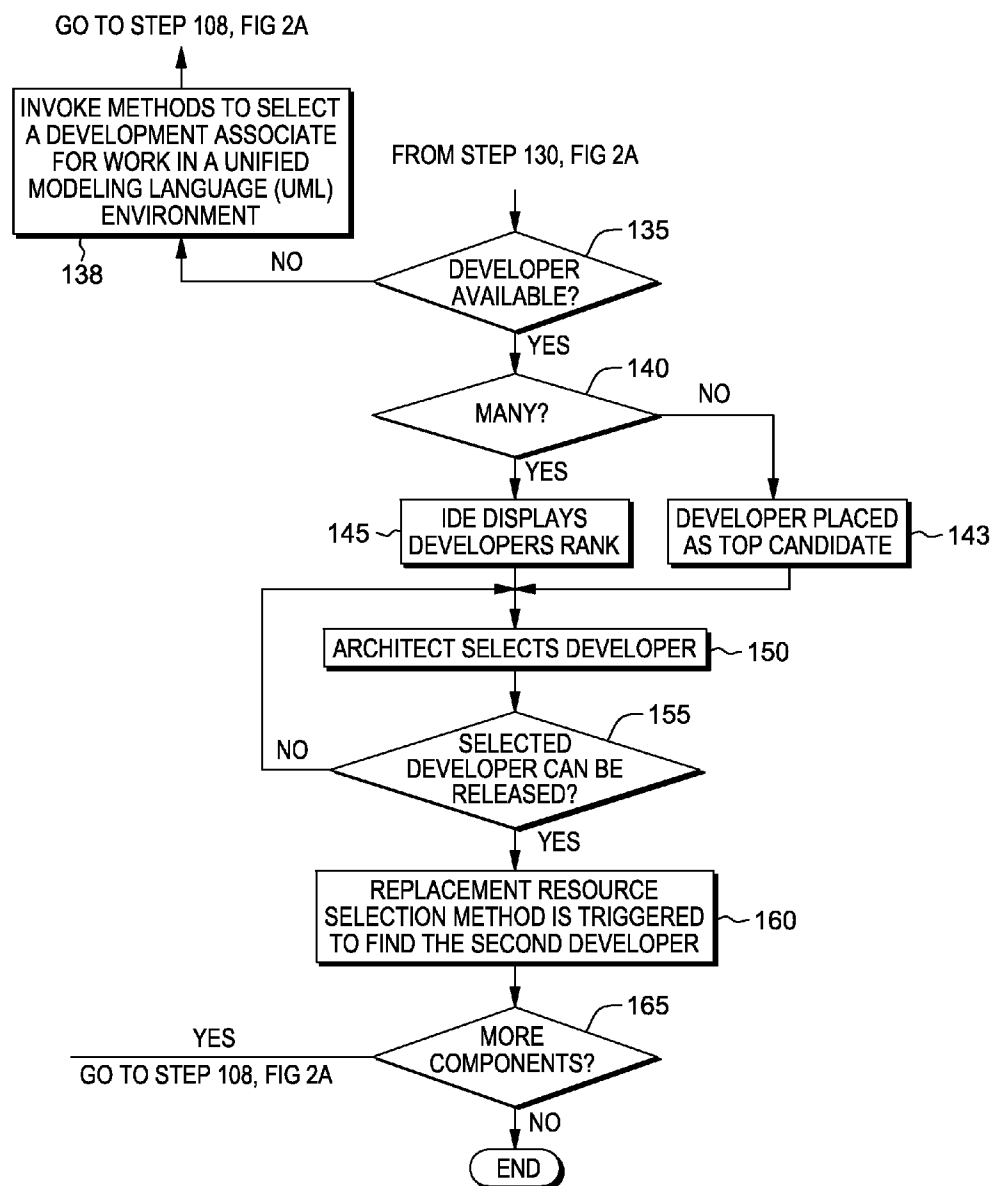 GO TO STEP 108, FIG 2A
INVOKE METHODS TO SELECT
A DEVELOPMENT ASSOCIATE
FOR WORK IN A UNIFIED
MODELING LANGUAGE (UML)
ENVIRONMENT
138
FROM STEP 130, FIG 2A
135
NO
DEVELOPER
AVAILABLE?
YES
140
NO
MANY?
YES
145
IDE DISPLAYS
DEVELOPERS RANK
DEVELOPER PLACED
AS TOP CANDIDATE
143
ARCHITECT SELECTS DEVELOPER
150
155
NO
SELECTED
DEVELOPER CAN BE
RELEASED?
YES
REPLACEMENT RESOURCE
SELECTION METHOD IS TRIGGERED
TO FIND THE SECOND DEVELOPER
160
165
YES
GO TO STEP 108, FIG 2A
MORE
COMPONENTS?
NO
END